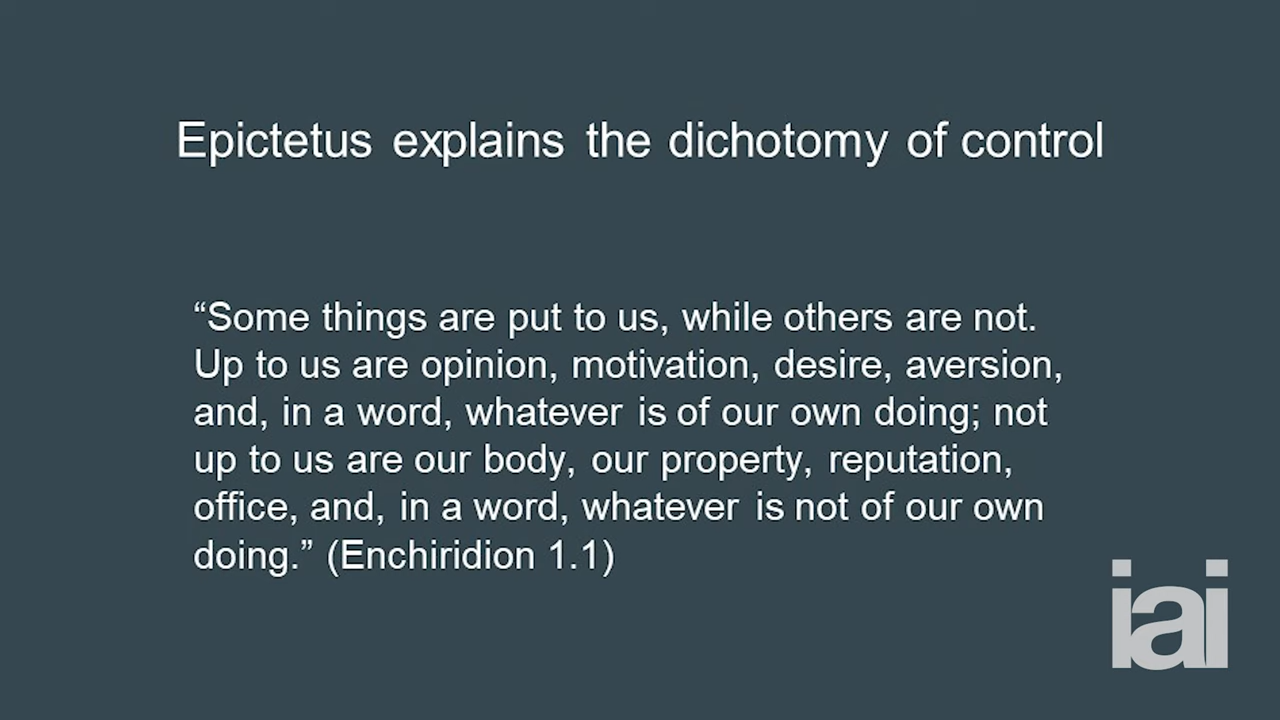 Epictetus explains the dichotomy of control
“Some things are put to us, while others are not.
Up to us are opinion, motivation, desire, aversion,
and, in a word, whatever is of our own doing; not
up to us are our body, our property, reputation,
office, and, in a word, whatever is not of our own
doing.” (Enchiridion 1.1)
iai